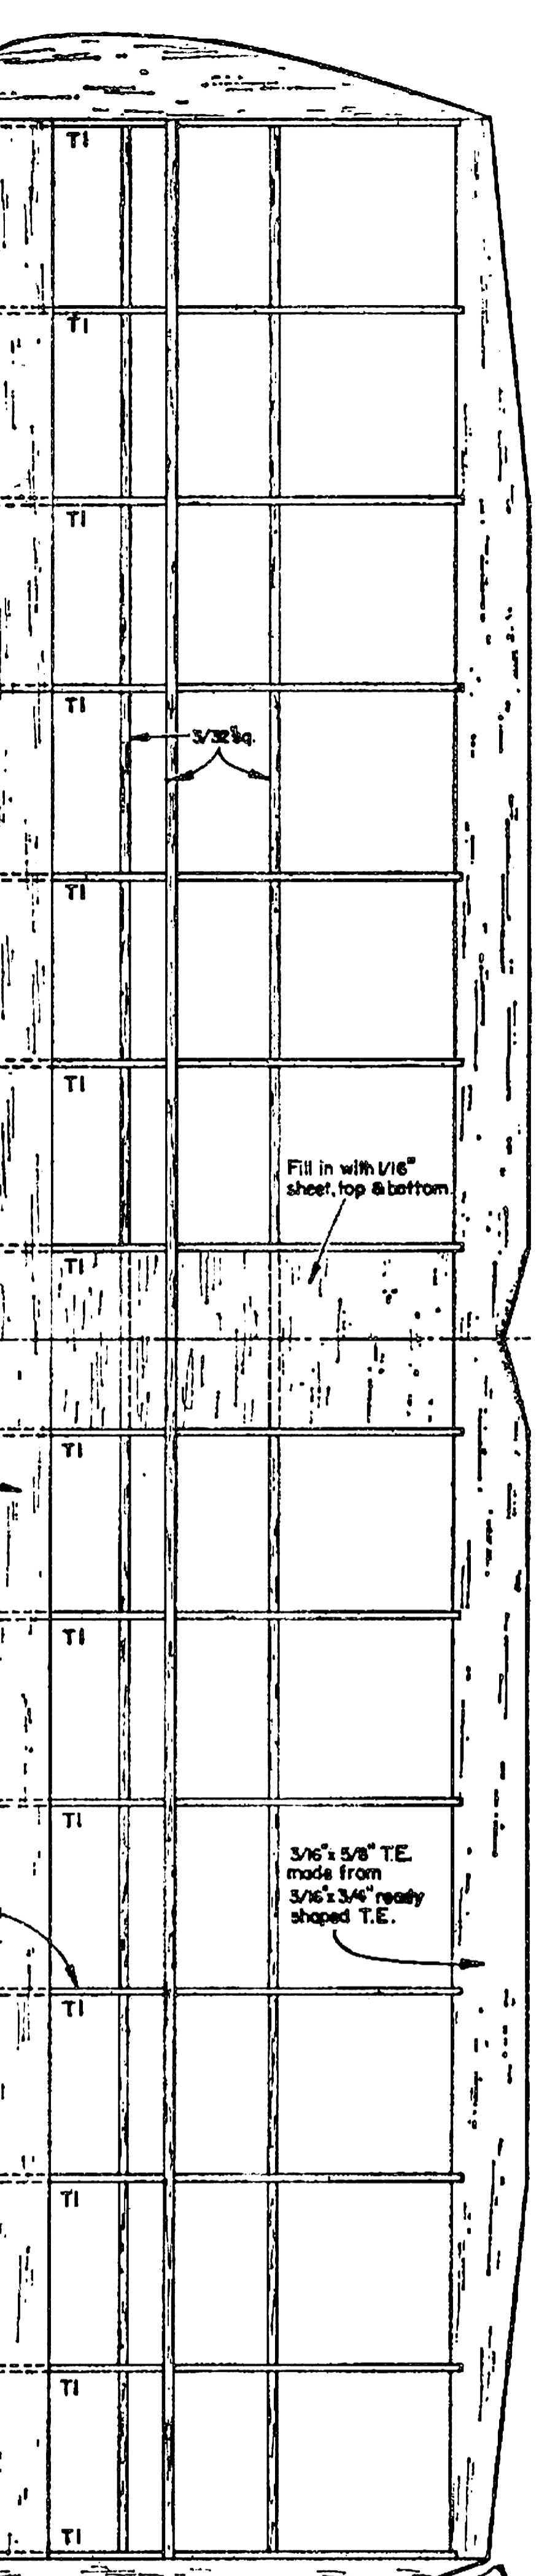 T1
T1
T1
T1
3/32"sq.
T1
T1
Fill in with 1/16"
sheet, top & bottom.
T1
T1
T1
T1
3/16"x 5/8" T.E.
made from
3/16"x 3/4" ready
shaped T.E.
T1
T1
T1
T1